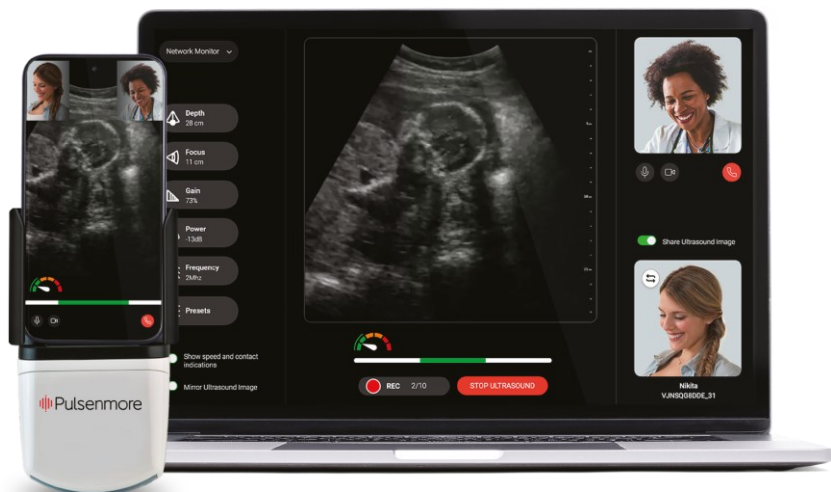 Network Monitor
Depth
28 cm
Focus
11 cm
Gain
73%
Power
-13dB
Frequency
2Mhz
Presets
Show speed and contact
indications
Mirror Ultrasound Image
REC 2/10
STOP ULTRASOUND
Share Ultrasound image
Nikita
VJNSQG8DDE_31
Pulsenmore